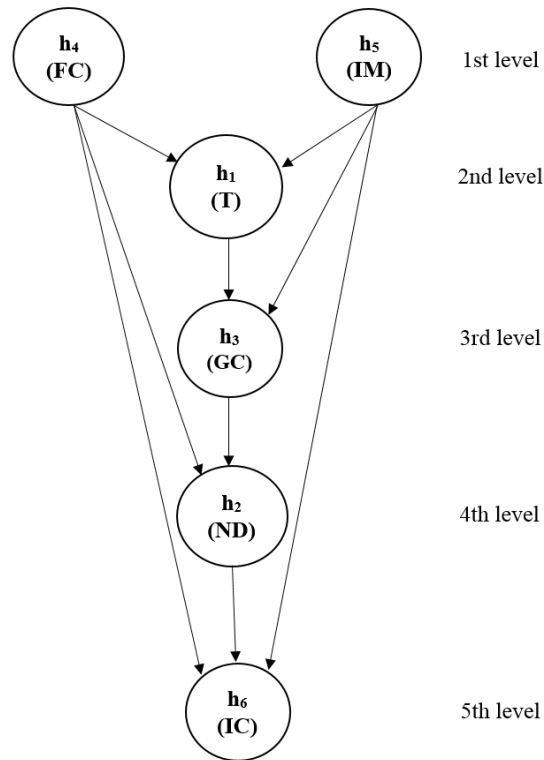 h₄
(FC)
h₅
(IM)
1st level
h₁
(T)
2nd level
h₃
(GC)
3rd level
h₂
(ND)
4th level
h₆
(IC)
5th level